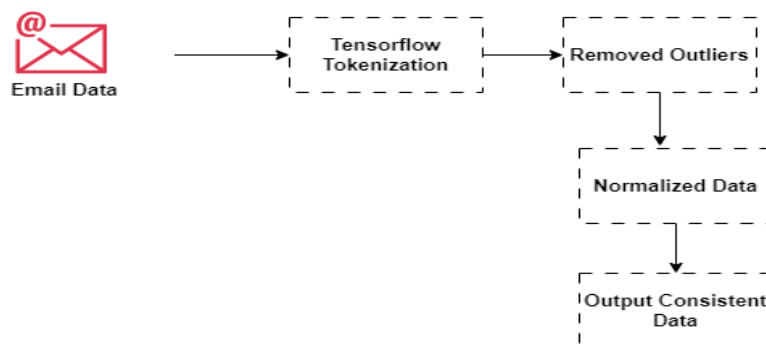 @
Email Data
Tensorflow
Tokenization
Removed Outliers
Normalized Data
Output Consistent
Data